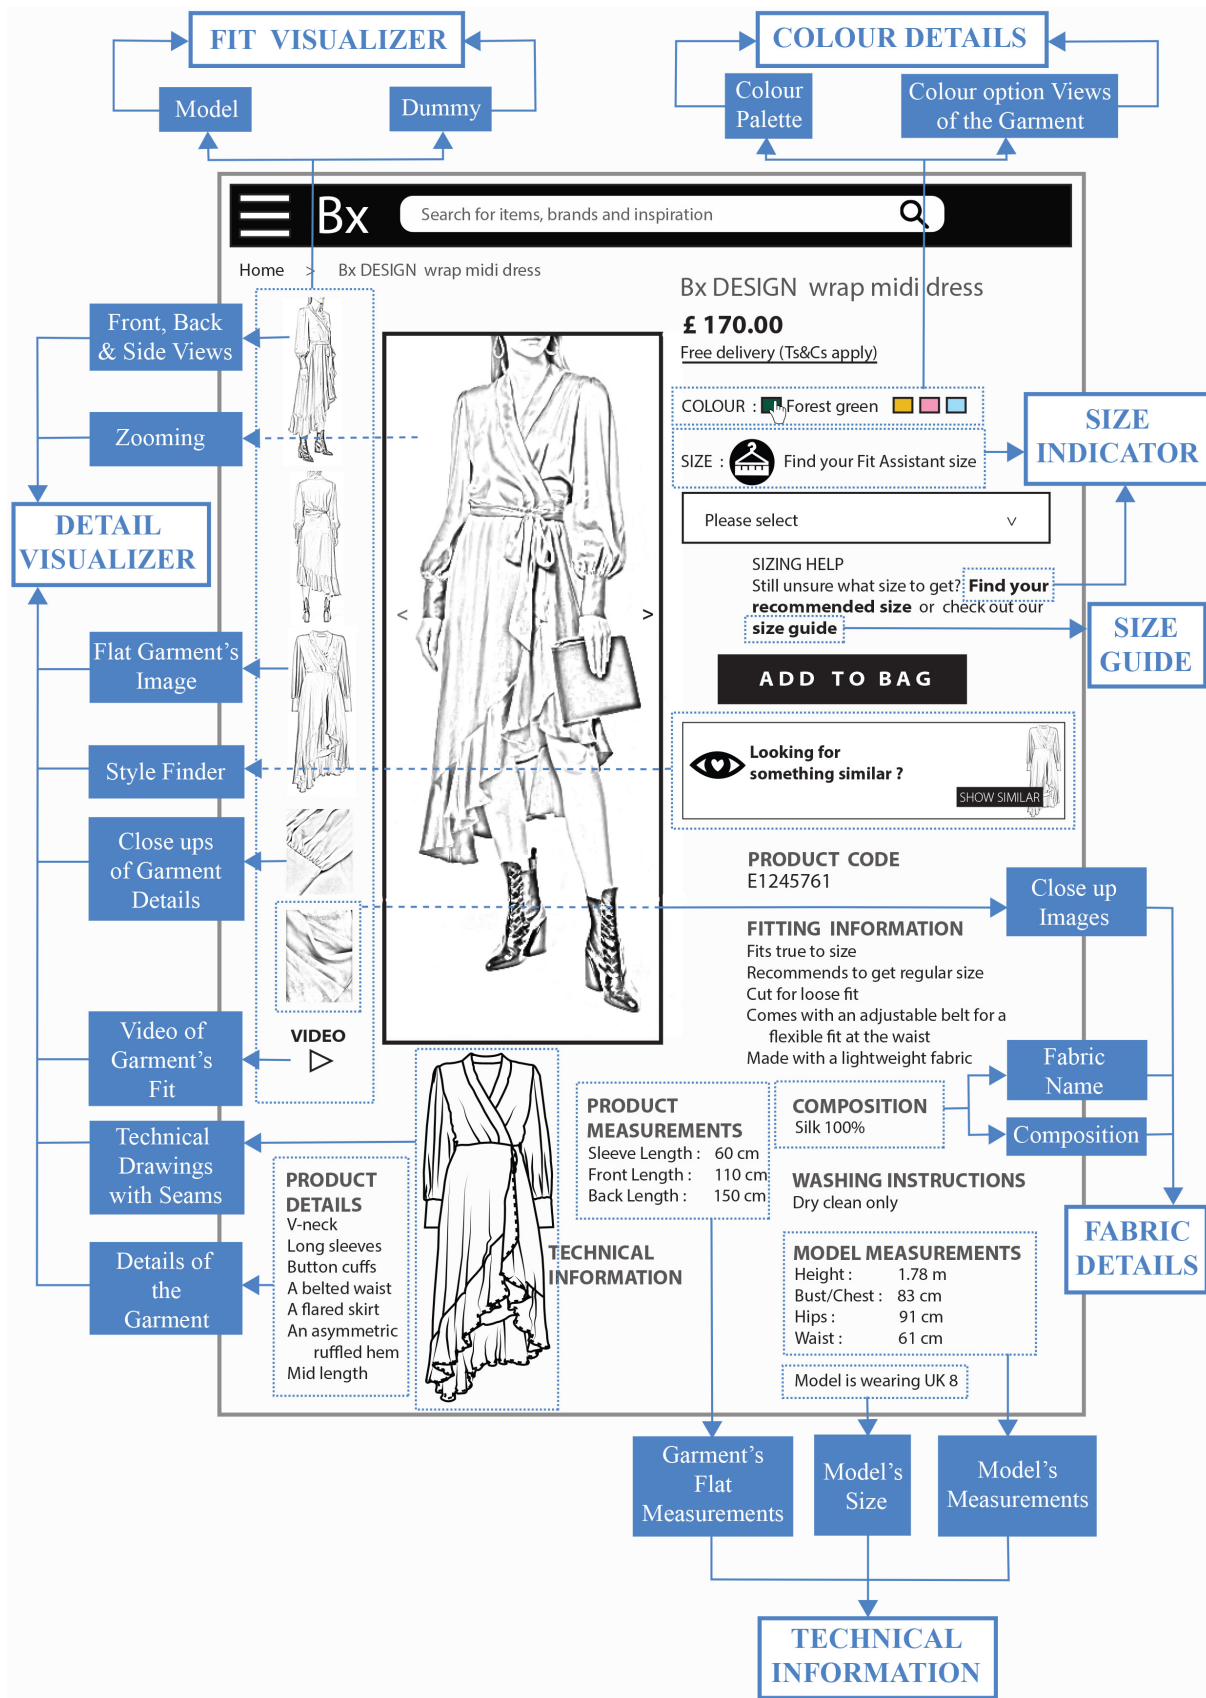 FIT VISUALIZER
COLOUR DETAILS
Model
Dummy
Colour
Palette
Colour option Views
of the Garment
Bx
Search for items, brands and inspiration
Home > Bx DESIGN wrap midi dress
Bx DESIGN wrap midi dress
£ 170.00
Free delivery (Ts&Cs apply)
Front, Back
& Side Views
Zooming
DETAIL
VISUALIZER
Flat Garment’s
Image
Style Finder
Close ups
of Garment
Details
Video of
Garment’s
Fit
Technical
Drawings
with Seams
Details of
the
Garment
VIDEO
<
>
COLOUR : Forest green
SIZE : Find your Fit Assistant size
SIZE
INDICATOR
Please select v
SIZING HELP
Still unsure what size to get? Find your
recommended size or check out our
size guide
SIZE
GUIDE
ADD TO BAG
Looking for
something similar ?
SHOW SIMILAR
PRODUCT CODE
E1245761
Close up
Images
FITTING INFORMATION
Fits true to size
Recommends to get regular size
Cut for loose fit
Comes with an adjustable belt for a
flexible fit at the waist
Made with a lightweight fabric
Fabric
Name
Composition
FABRIC
DETAILS
PRODUCT
MEASUREMENTS
Sleeve Length : 60 cm
Front Length : 110 cm
Back Length : 150 cm
COMPOSITION
Silk 100%
WASHING INSTRUCTIONS
Dry clean only
PRODUCT
DETAILS
V-neck
Long sleeves
Button cuffs
A belted waist
A flared skirt
An asymmetric
ruffled hem
Mid length
TECHNICAL
INFORMATION
MODEL MEASUREMENTS
Height : 1.78 m
Bust/Chest : 83 cm
Hips : 91 cm
Waist : 61 cm
Model is wearing UK 8
Garment’s
Flat
Measurements
Model’s
Size
Model’s
Measurements
TECHNICAL
INFORMATION